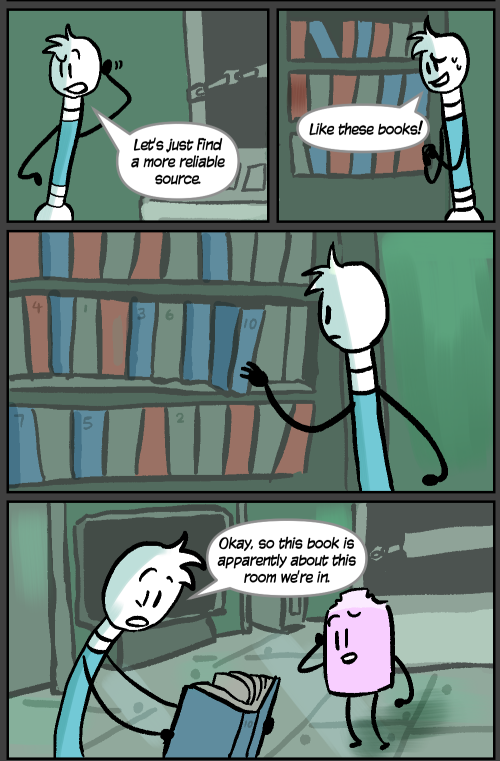 Let's just find
a more reliable
source.
Like these books!
4 1 3 6 10
7 5 2
Okay, so this book is
apparently about this
room we're in.
10